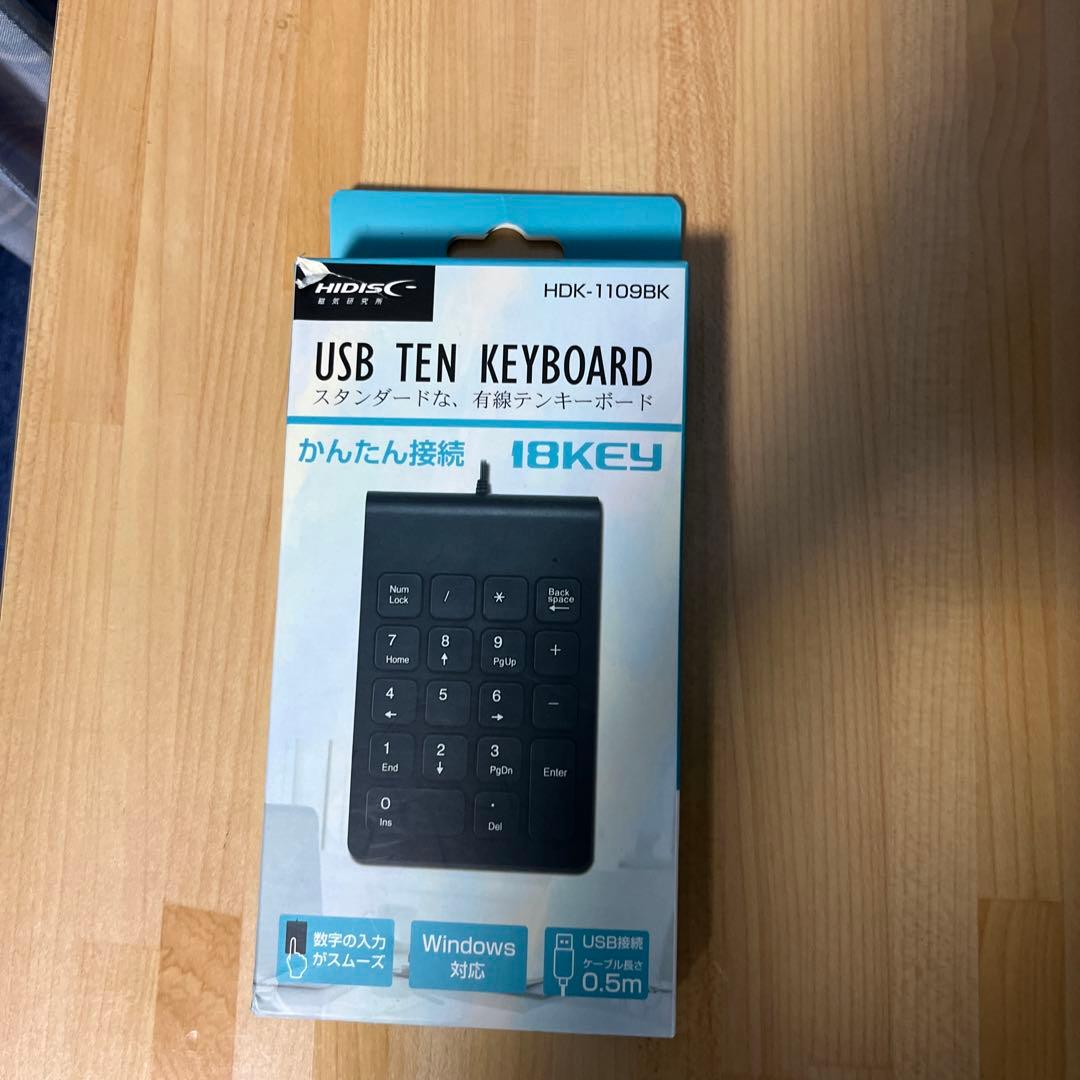 HIDISC
磁気研究所
HDK-1109BK
USB TEN KEYBOARD
スタンダードな、有線テンキーボード
かんたん接続
18KEY
Num Lock
/
*
Back space
←
7 Home
8 ↑
9 PgUp
+
4 ←
5
6 →
-
1 End
2 ↓
3 PgDn
Enter
0 Ins
. Del
数字の入力
がスムーズ
Windows
対応
USB接続
ケーブル長さ
0.5m